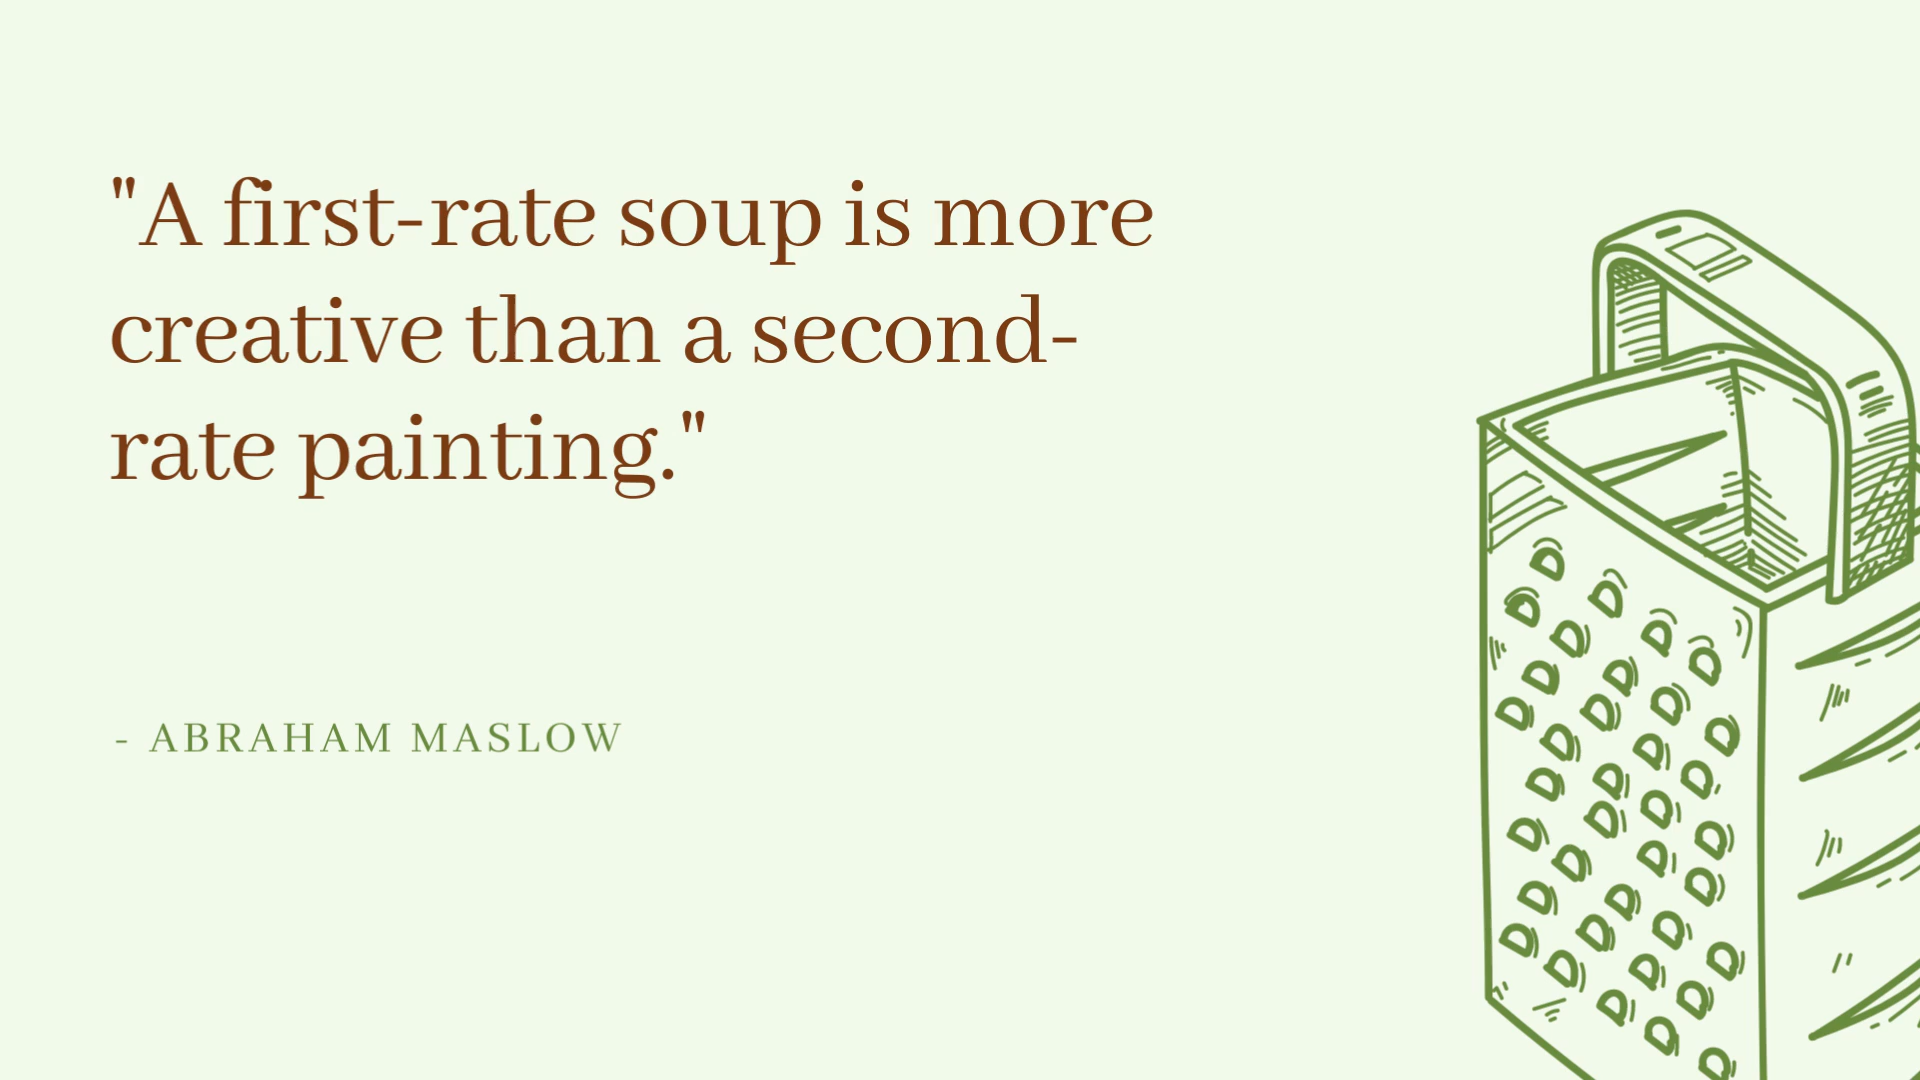 "A first-rate soup is more
creative than a second-
rate painting."
- ABRAHAM MASLOW